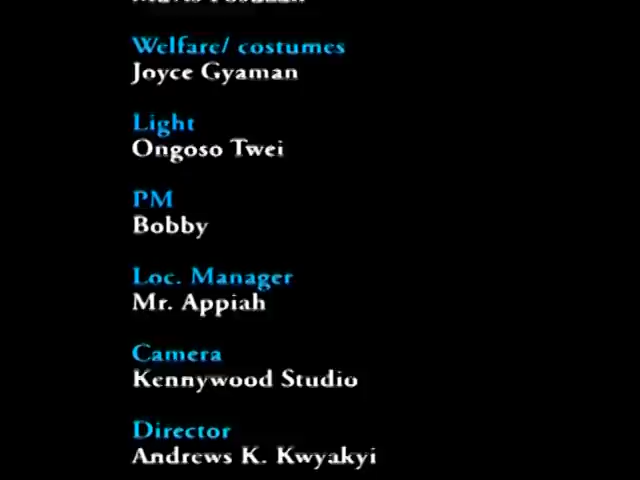 Welfare/ costumes
Joyce Gyaman
Light
Ongoso Twei
PM
Bobby
Loc. Manager
Mr. Appiah
Camera
Kennywood Studio
Director
Andrews K. Kwyakyi